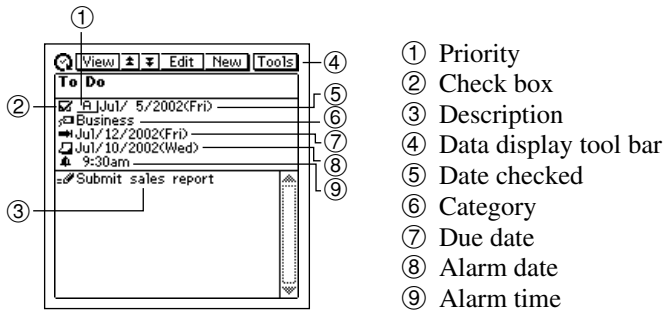 ①
View Edit New Tools
④
To Do
② A Jul/ 5/2002(Fri) ⑤
Business ⑥
Jul/12/2002(Fri) ⑦
Jul/10/2002(Wed) ⑧
9:30am ⑨
Submit sales report
③
① Priority
② Check box
③ Description
④ Data display tool bar
⑤ Date checked
⑥ Category
⑦ Due date
⑧ Alarm date
⑨ Alarm time